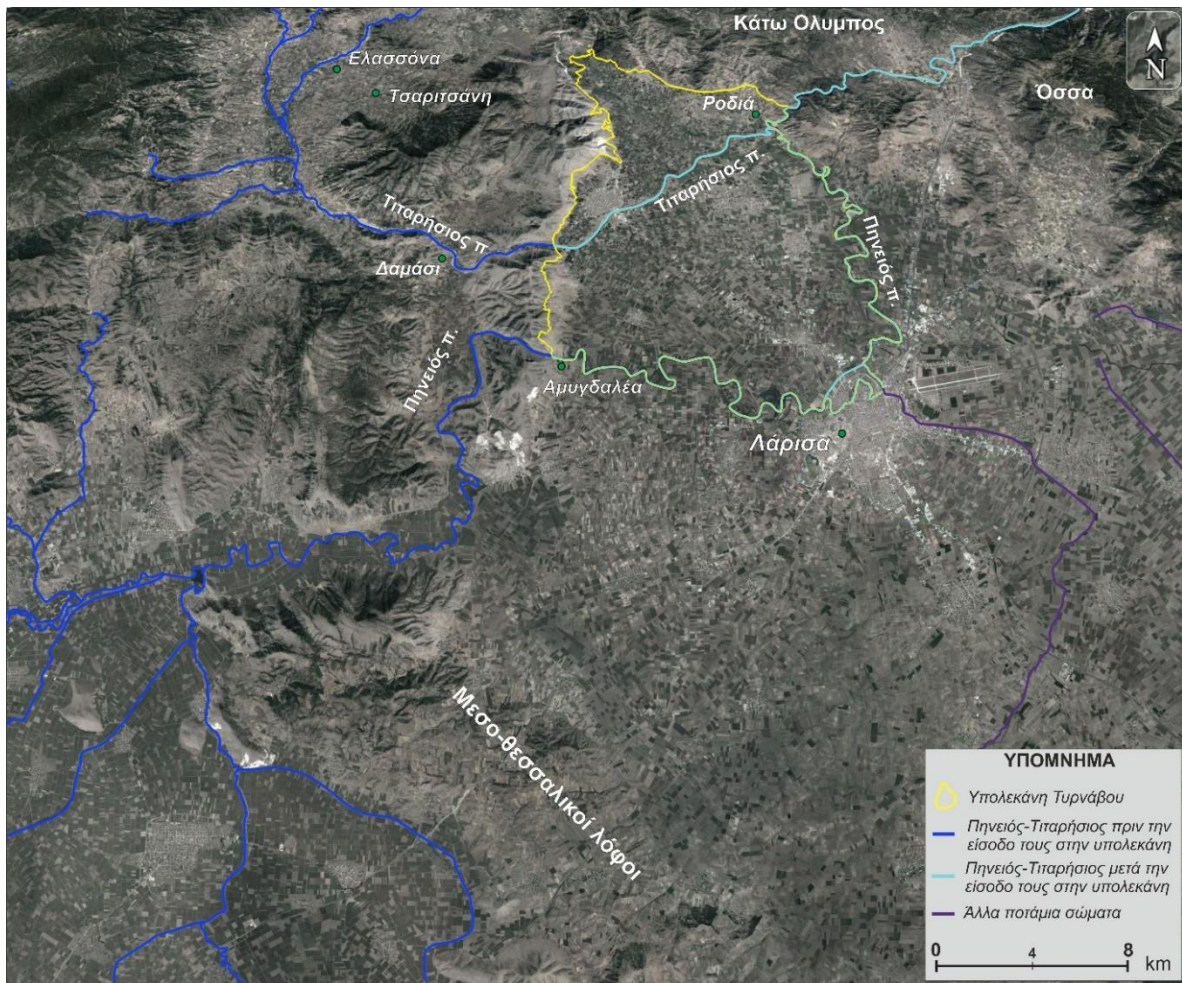 Κάτω Ολυμπος
N
Ελασσόνα
Τσαριτσάνη
Όσσα
Ροδιά
Τιταρήσιος π.
Τιταρήσιος π.
Πηνειός π.
Δαμάσι
Πηνειός π.
Αμυγδαλέα
Λάρισα
Μεσο-θεσσαλικοί λόφοι
ΥΠΟΜΝΗΜΑ
Υπολεκάνη Τυρνάβου
Πηνειός-Τιταρήσιος πριν την
είσοδο τους στην υπολεκάνη
Πηνειός-Τιταρήσιος μετά την
είσοδο τους στην υπολεκάνη
Άλλα ποτάμια σώματα
0 4 8
km